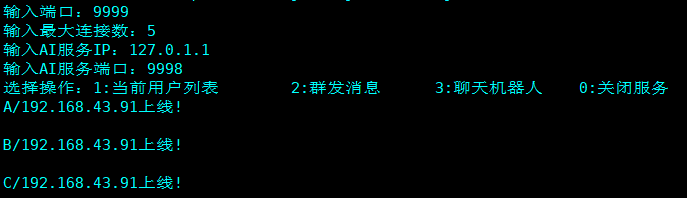 输入端口：9999
输入最大连接数：5
输入AI服务IP：127.0.1.1
输入AI服务端口：9998
选择操作：1:当前用户列表 2:群发消息 3:聊天机器人 0:关闭服务
A/192.168.43.91上线!
B/192.168.43.91上线!
C/192.168.43.91上线!